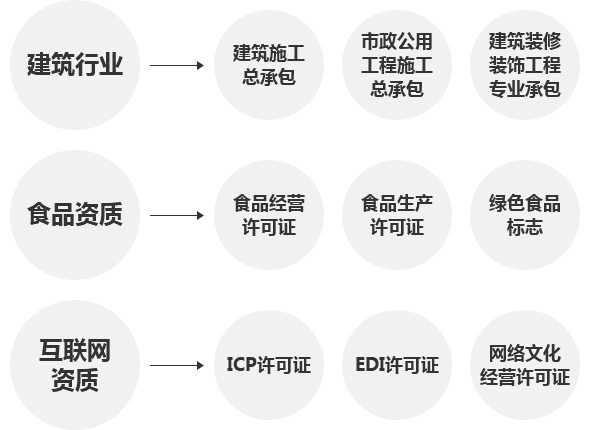 建筑行业
建筑施工
总承包
市政公用
工程施工
总承包
建筑装修
装饰工程
专业承包
食品资质
食品经营
许可证
食品生产
许可证
绿色食品
标志
互联网
资质
ICP许可证
EDI许可证
网络文化
经营许可证